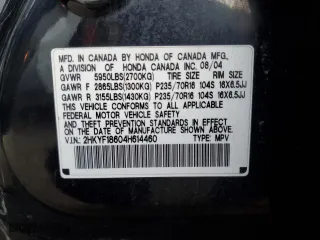 MFD. IN CANADA BY HONDA OF CANADA MFG.,
A DIVISION OF HONDA CANADA INC. 08/04
GVWR 5950LBS(2700KG) TIRE SIZE RIM SIZE
GAWR F 2865LBS(1300KG) P235/70R16 104S 16X6.5JJ
GAWR R 3155LBS(1430KG) P235/70R16 104S 16X6.5JJ
THIS VEHICLE CONFORMS TO ALL APPLICABLE
FEDERAL MOTOR VEHICLE SAFETY STANDARDS IN
EFFECT ON THE DATE OF MANUFACTURE SHOWN ABOVE.
V.I.N.: 2HKYF18604H614460 TYPE: MPV